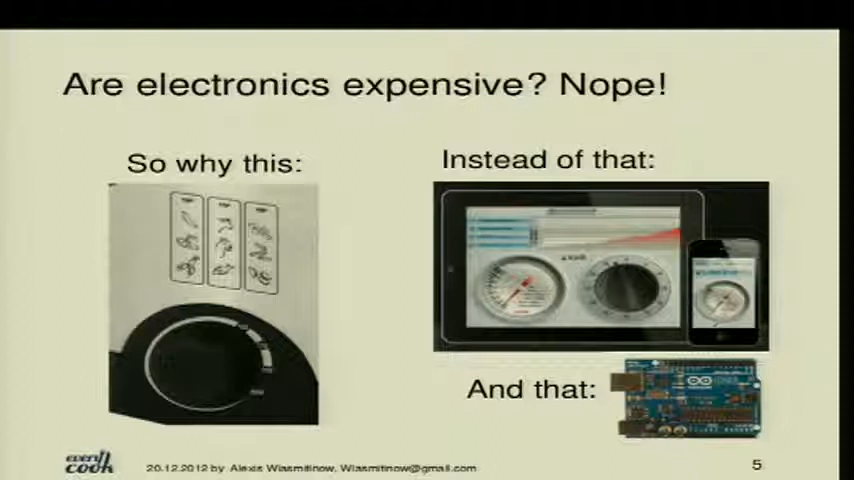 Are electronics expensive? Nope!
So why this:
Instead of that:
And that:
every
cook
20.12.2012 by Alexis Wiasmitinow, Wiasmitinow@gmail.com
5